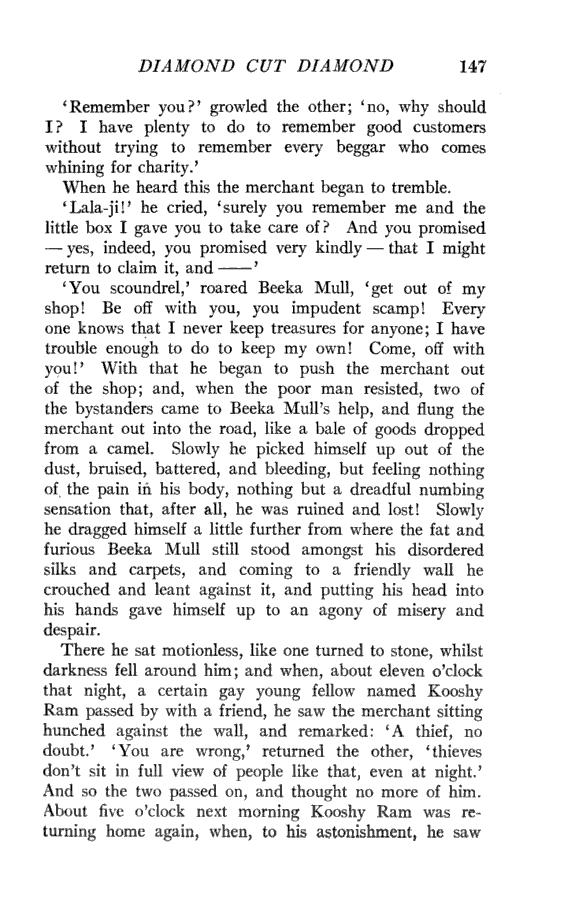 DIAMOND CUT DIAMOND 147
‘Remember you?’ growled the other; ‘no, why should
I? I have plenty to do to remember good customers
without trying to remember every beggar who comes
whining for charity.’
When he heard this the merchant began to tremble.
‘Lala-ji!’ he cried, ‘surely you remember me and the
little box I gave you to take care of? And you promised
— yes, indeed, you promised very kindly — that I might
return to claim it, and ——’
‘You scoundrel,’ roared Beeka Mull, ‘get out of my
shop! Be off with you, you impudent scamp! Every
one knows that I never keep treasures for anyone; I have
trouble enough to do to keep my own! Come, off with
you!’ With that he began to push the merchant out
of the shop; and, when the poor man resisted, two of
the bystanders came to Beeka Mull’s help, and flung the
merchant out into the road, like a bale of goods dropped
from a camel. Slowly he picked himself up out of the
dust, bruised, battered, and bleeding, but feeling nothing
of the pain in his body, nothing but a dreadful numbing
sensation that, after all, he was ruined and lost! Slowly
he dragged himself a little further from where the fat and
furious Beeka Mull still stood amongst his disordered
silks and carpets, and coming to a friendly wall he
crouched and leant against it, and putting his head into
his hands gave himself up to an agony of misery and
despair.
There he sat motionless, like one turned to stone, whilst
darkness fell around him; and when, about eleven o’clock
that night, a certain gay young fellow named Kooshy
Ram passed by with a friend, he saw the merchant sitting
hunched against the wall, and remarked: ‘A thief, no
doubt.’ ‘You are wrong,’ returned the other, ‘thieves
don’t sit in full view of people like that, even at night.’
And so the two passed on, and thought no more of him.
About five o’clock next morning Kooshy Ram was re-
turning home again, when, to his astonishment, he saw